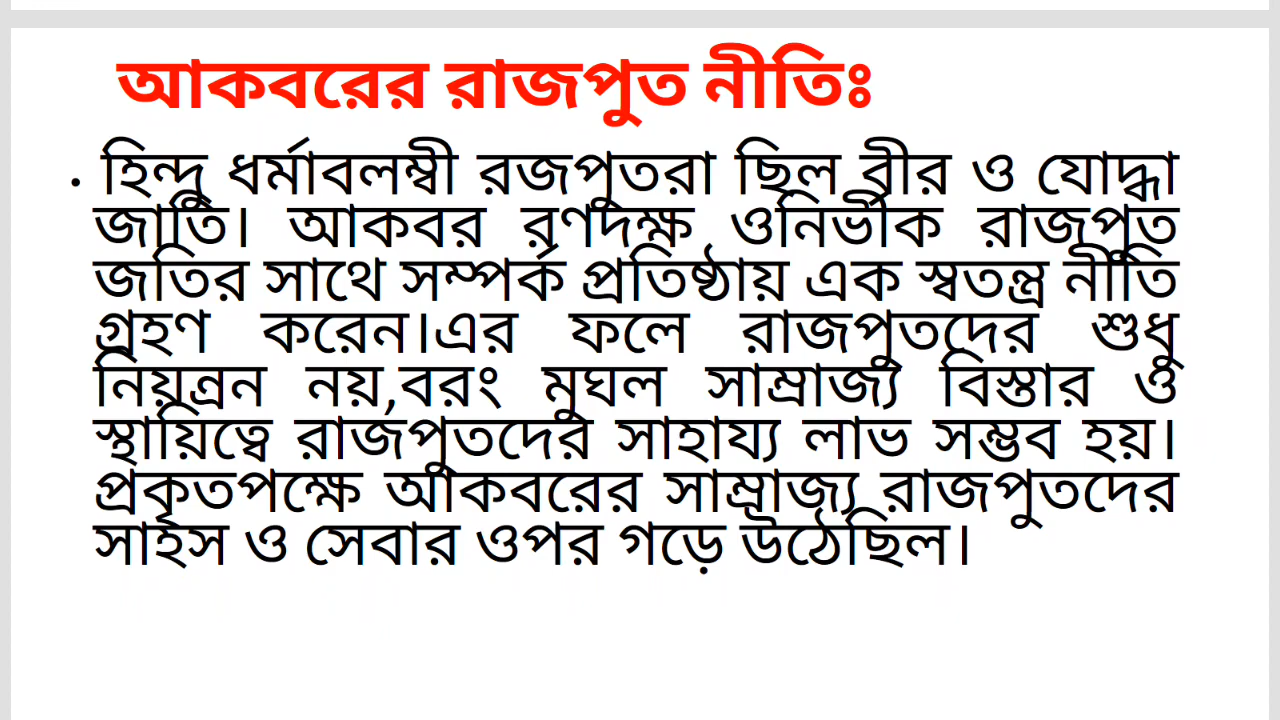 আকবরের রাজপুত নীতিঃ
• হিন্দু ধর্মাবলম্বী রজপুতরা ছিল বীর ও যোদ্ধা
জাতি। আকবর রণদক্ষ ওনির্ভীক রাজপুত
জতির সাথে সম্পর্ক প্রতিষ্ঠায় এক স্বতন্ত্র নীতি
গ্রহণ করেন।এর ফলে রাজপুতদের শুধু
নিয়ন্ত্রন নয়,বরং মুঘল সাম্রাজ্য বিস্তার ও
স্থায়িত্বে রাজপুতদের সাহায্য লাভ সম্ভব হয়।
প্রকৃতপক্ষে আকবরের সাম্রাজ্য রাজপুতদের
সাহস ও সেবার ওপর গড়ে উঠেছিল।